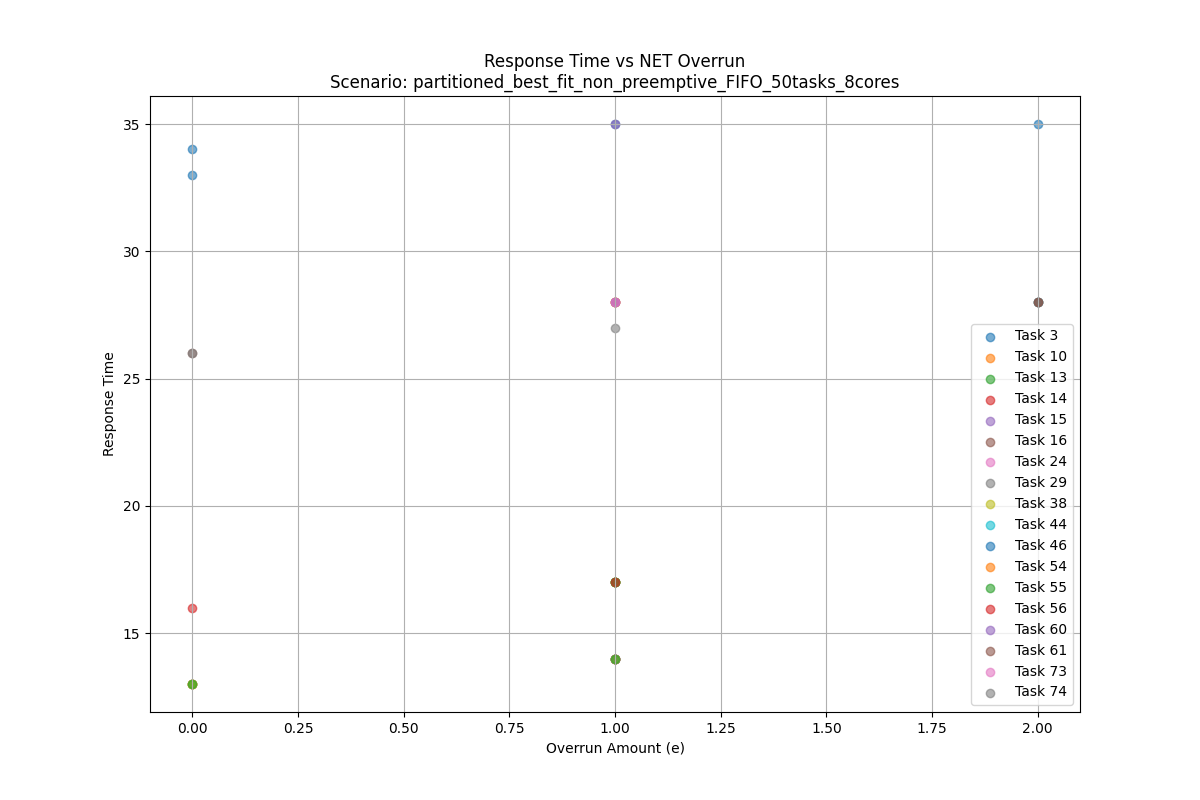 Response Time vs NET Overrun
Scenario: partitioned_best_fit_non_preemptive_FIFO_50tasks_8cores
35
30
25
20
15
Response Time
Task 3
Task 10
Task 13
Task 14
Task 15
Task 16
Task 24
Task 29
Task 38
Task 44
Task 46
Task 54
Task 55
Task 56
Task 60
Task 61
Task 73
Task 74
0.00 0.25 0.50 0.75 1.00 1.25 1.50 1.75 2.00
Overrun Amount (e)